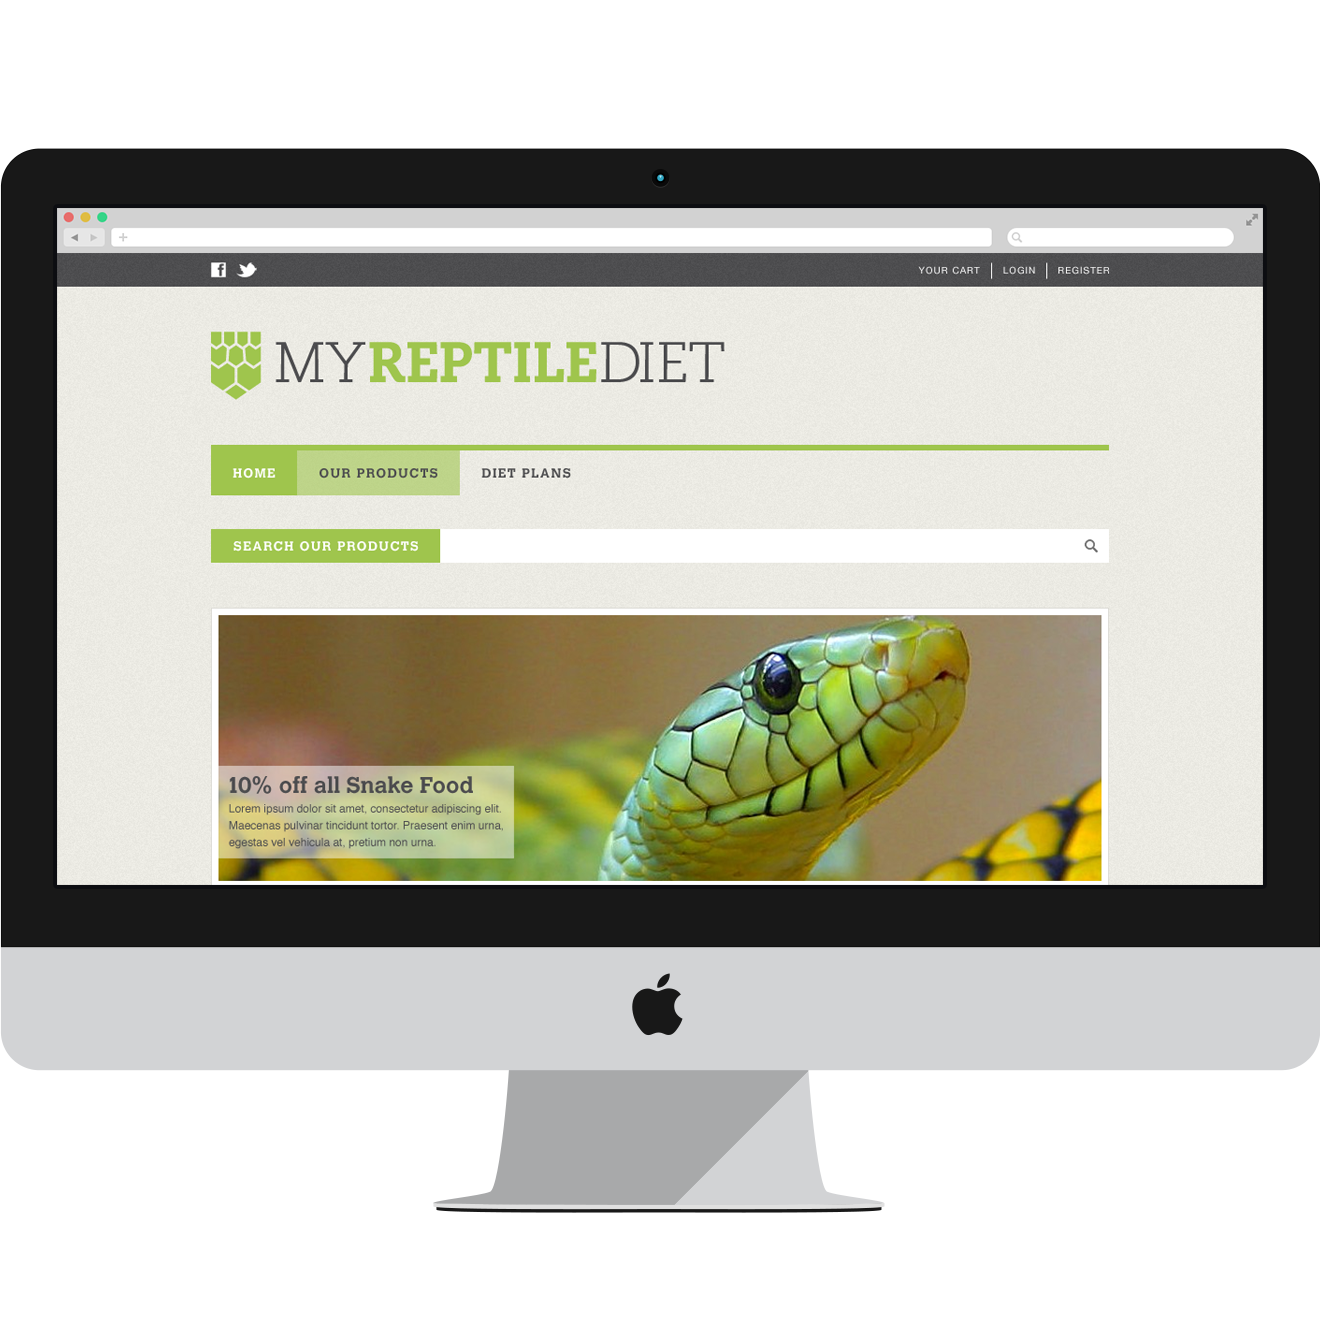 YOUR CART LOGIN REGISTER
MYREPTILEDIET
HOME OUR PRODUCTS DIET PLANS
SEARCH OUR PRODUCTS
10% off all Snake Food
Lorem ipsum dolor sit amet, consectetur adipiscing elit.
Maecenas pulvinar tincidunt tortor. Praesent enim urna,
egestas vel vehicula at, pretium non urna.